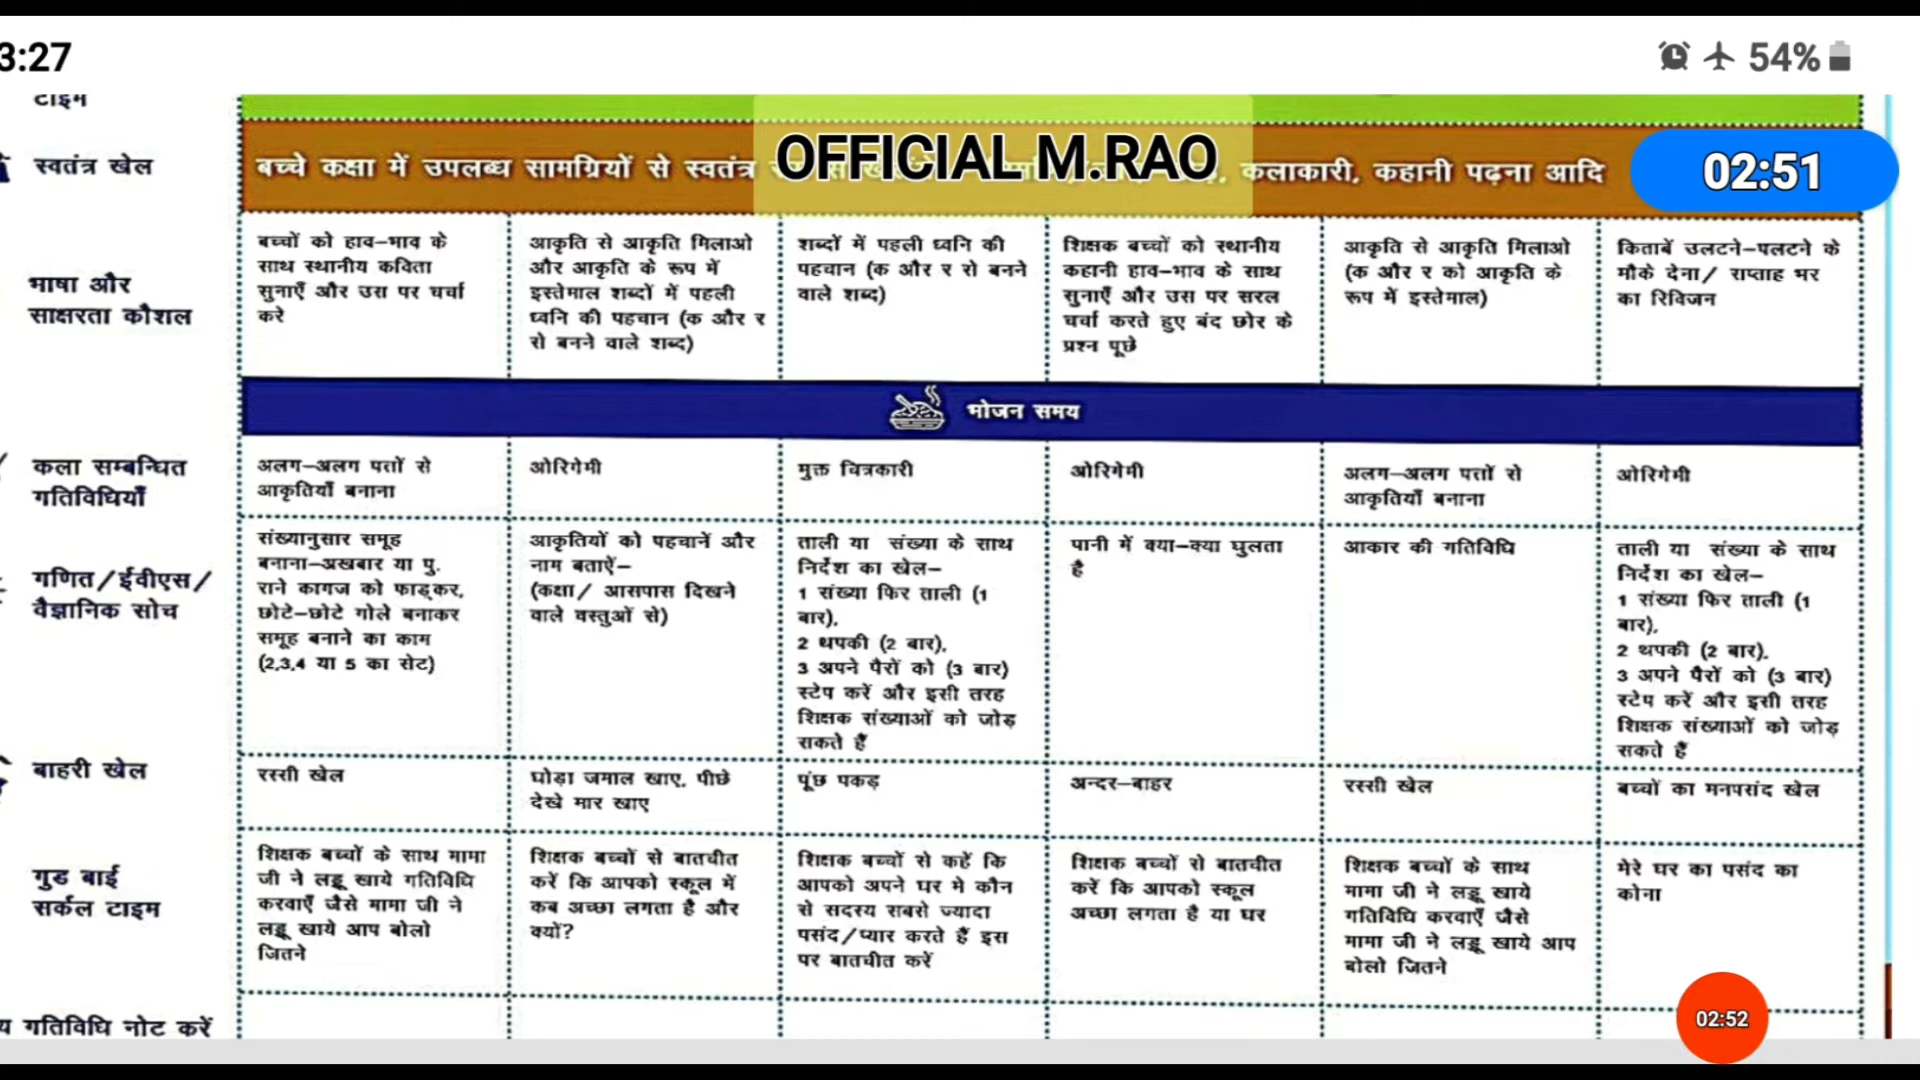 3:27
54%
टाइम
OFFICIAL M.RAO
02:51
स्वतंत्र खेल
बच्चे कक्षा में उपलब्ध सामग्रियों से स्वतंत्र
कलाकारी, कहानी पढ़ना आदि
भाषा और
साक्षरता कौशल
बच्चों को हाव–भाव के
साथ स्थानीय कविता
सुनाएँ और उस पर चर्चा
करे
आकृति से आकृति मिलाओ
और आकृति के रूप में
इस्तेमाल शब्दों में पहली
ध्वनि की पहचान (क और र
से बनने वाले शब्द)
शब्दों में पहली ध्वनि की
पहचान (क और र से बनने
वाले शब्द)
शिक्षक बच्चों को स्थानीय
कहानी हाव–भाव के साथ
सुनाएँ और उस पर सरल
चर्चा करते हुए बंद छोर के
प्रश्न पूछे
आकृति से आकृति मिलाओ
(क और र को आकृति के
रूप में इस्तेमाल)
किताबें उलटने–पलटने के
मौके देना/ सप्ताह भर
का रिविजन
भोजन समय
कला सम्बन्धित
गतिविधियाँ
अलग–अलग पत्तों से
आकृतियाँ बनाना
ओरिगेमी
मुक्त चित्रकारी
ओरिगेमी
अलग–अलग पत्तों से
आकृतियाँ बनाना
ओरिगेमी
गणित/ईवीएस/
वैज्ञानिक सोच
संख्यानुसार समूह
बनाना–अखबार या पु.
राने कागज को फाड़कर,
छोटे–छोटे गोले बनाकर
समूह बनाने का काम
(2,3,4 या 5 का सेट)
आकृतियों को पहचानें और
नाम बताऐं–
(कक्षा/ आसपास दिखने
वाले वस्तुओं से)
ताली या संख्या के साथ
निर्देश का खेल–
1 संख्या फिर ताली (1
बार),
2 थपकी (2 बार),
3 अपने पैरों को (3 बार)
स्टेप करें और इसी तरह
शिक्षक संख्याओं को जोड़
सकते हैं
पानी में क्या–क्या घुलता
है
आकार की गतिविधि
ताली या संख्या के साथ
निर्देश का खेल–
1 संख्या फिर ताली (1
बार),
2 थपकी (2 बार),
3 अपने पैरों को (3 बार)
स्टेप करें और इसी तरह
शिक्षक संख्याओं को जोड़
सकते हैं
बाहरी खेल
रस्सी खेल
घोड़ा जमाल खाए, पीछे
देखे मार खाए
पूंछ पकड़
अन्दर–बाहर
रस्सी खेल
बच्चों का मनपसंद खेल
गुड बाई
सर्कल टाइम
शिक्षक बच्चों के साथ मामा
जी ने लड्डू खाये गतिविधि
करवाएँ जैसे मामा जी ने
लड्डू खाये आप बोलो
जितने
शिक्षक बच्चों से बातचीत
करें कि आपको स्कूल में
कब अच्छा लगता है और
क्यों?
शिक्षक बच्चों से कहें कि
आपको अपने घर मे कौन
से सदस्य सबसे ज्यादा
पसंद/प्यार करते हैं इस
पर बातचीत करें
शिक्षक बच्चों से बातचीत
करें कि आपको स्कूल
अच्छा लगता है या घर
शिक्षक बच्चों के साथ
मामा जी ने लड्डू खाये
गतिविधि करवाएँ जैसे
मामा जी ने लड्डू खाये आप
बोलो जितने
मेरे घर का पसंद का
कोना
गतिविधि नोट करें
02:52